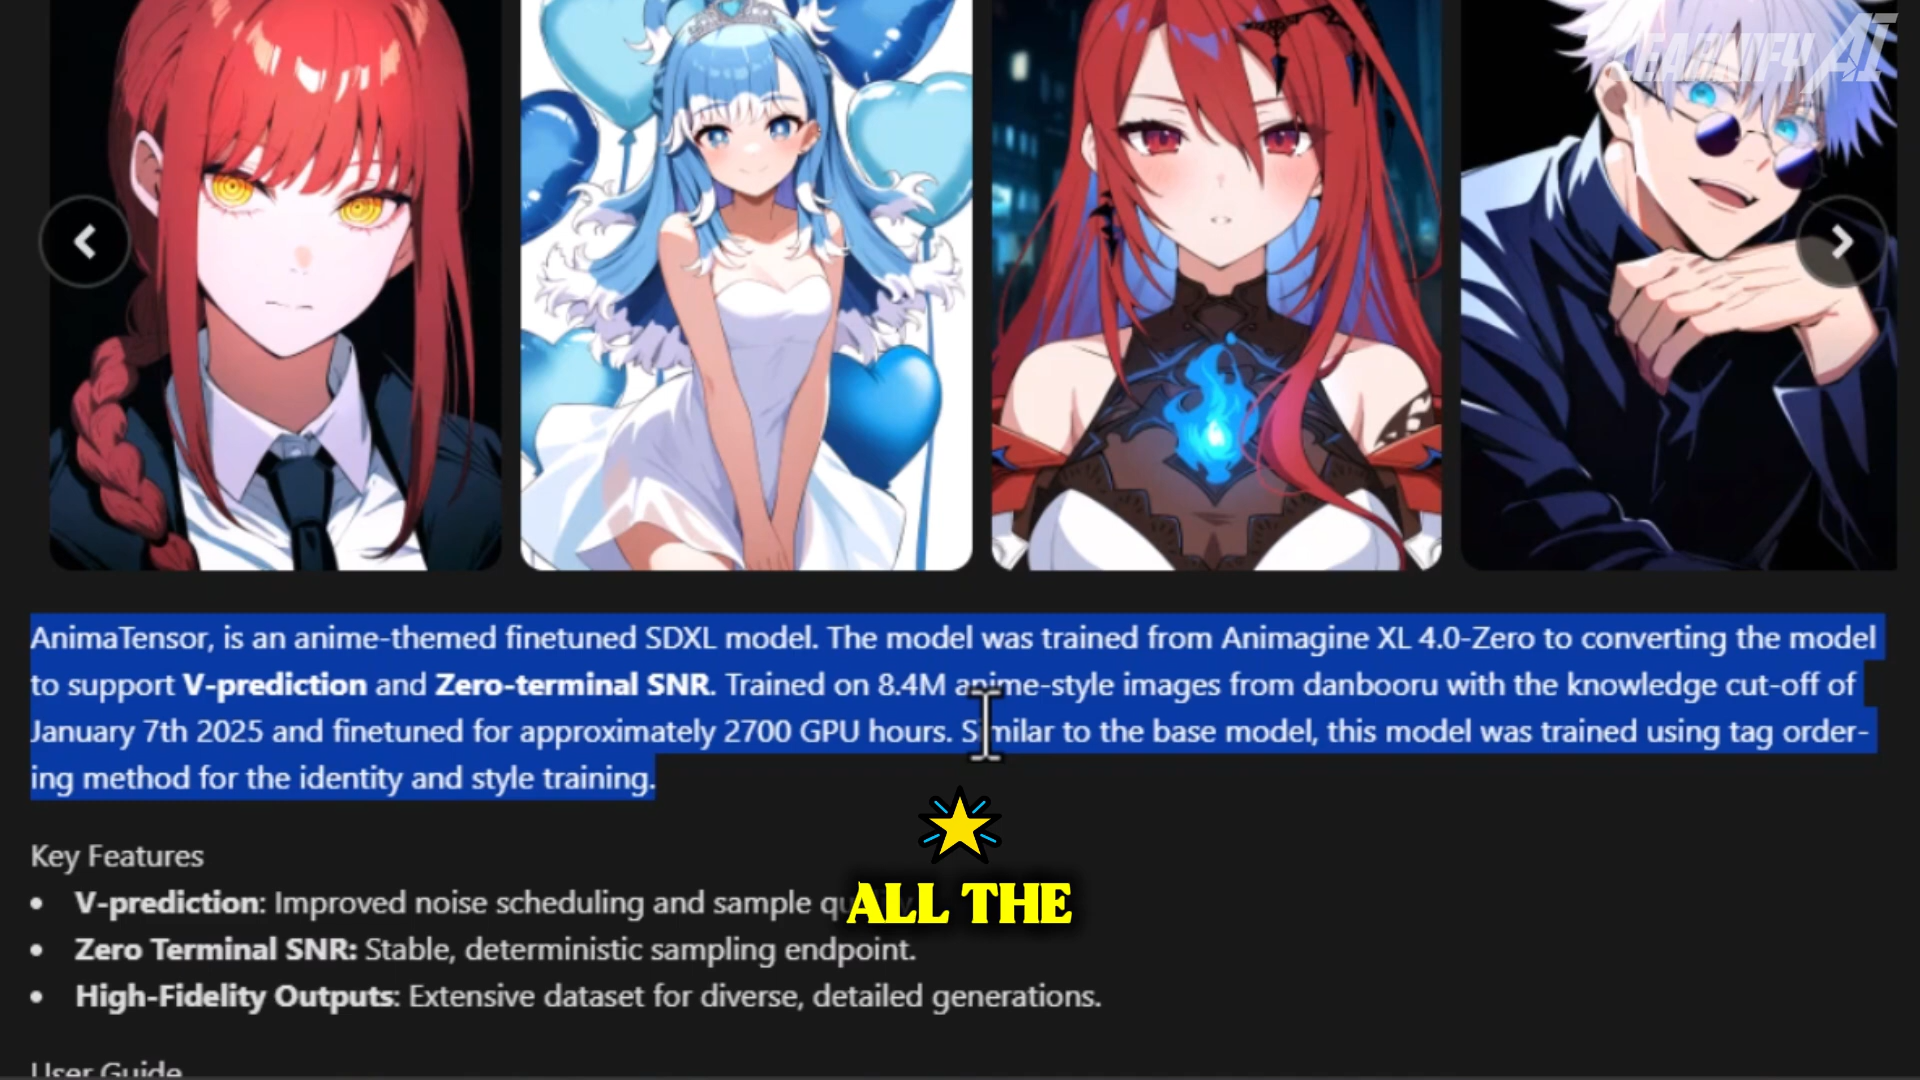 LEARNIFY AI
AnimaTensor, is an anime-themed finetuned SDXL model. The model was trained from Animagine XL 4.0-Zero to converting the model
to support V-prediction and Zero-terminal SNR. Trained on 8.4M anime-style images from danbooru with the knowledge cut-off of
January 7th 2025 and finetuned for approximately 2700 GPU hours. Similar to the base model, this model was trained using tag order-
ing method for the identity and style training.
Key Features
• V-prediction: Improved noise scheduling and sample
ALL THE
• Zero Terminal SNR: Stable, deterministic sampling endpoint.
• High-Fidelity Outputs: Extensive dataset for diverse, detailed generations.
User Guide